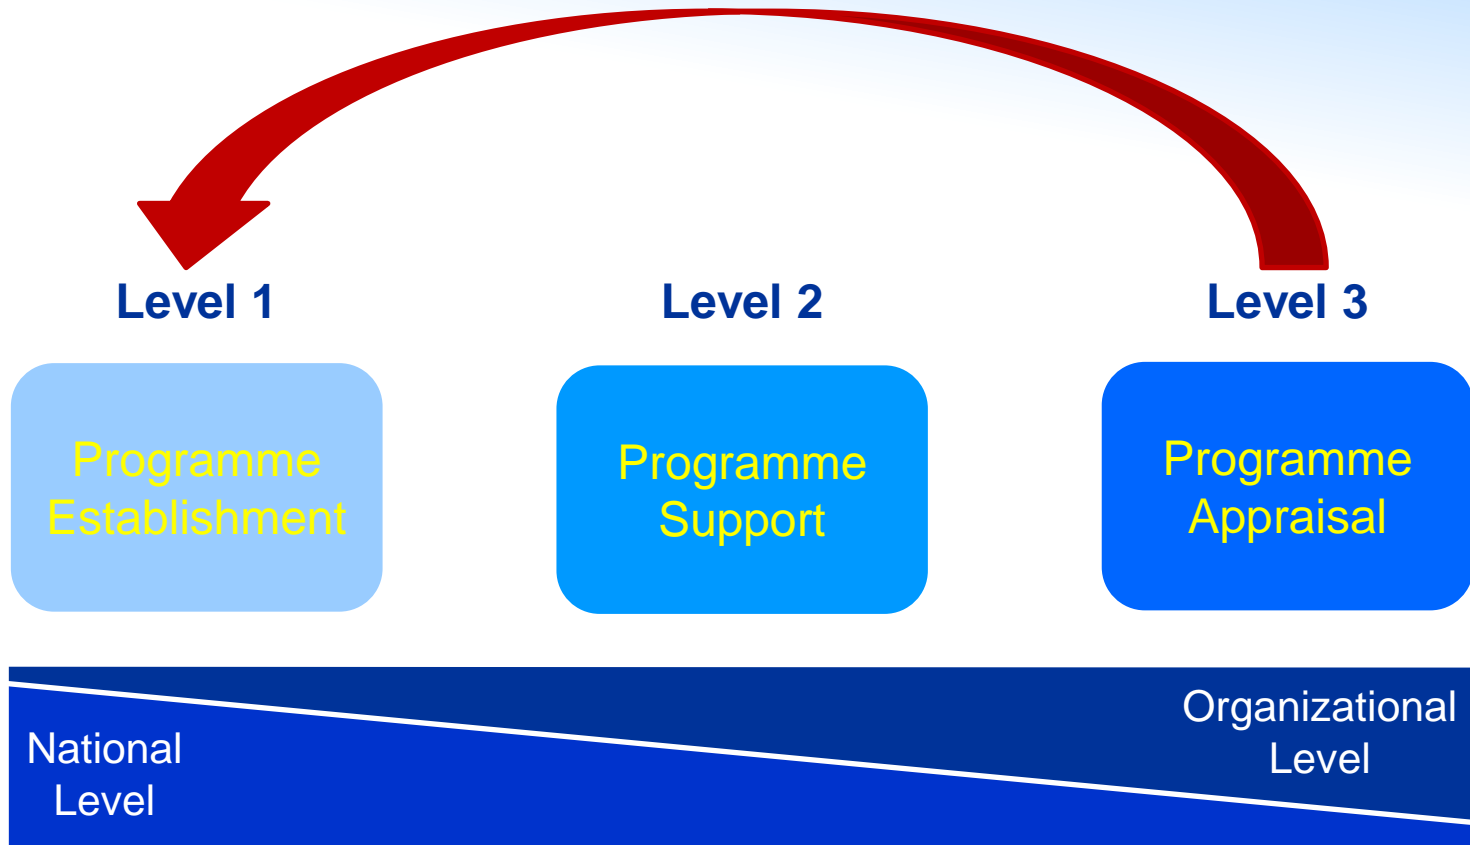 Level 1
Level 2
Level 3
Programme
Establishment
Programme
Support
Programme
Appraisal
National
Level
Organizational
Level